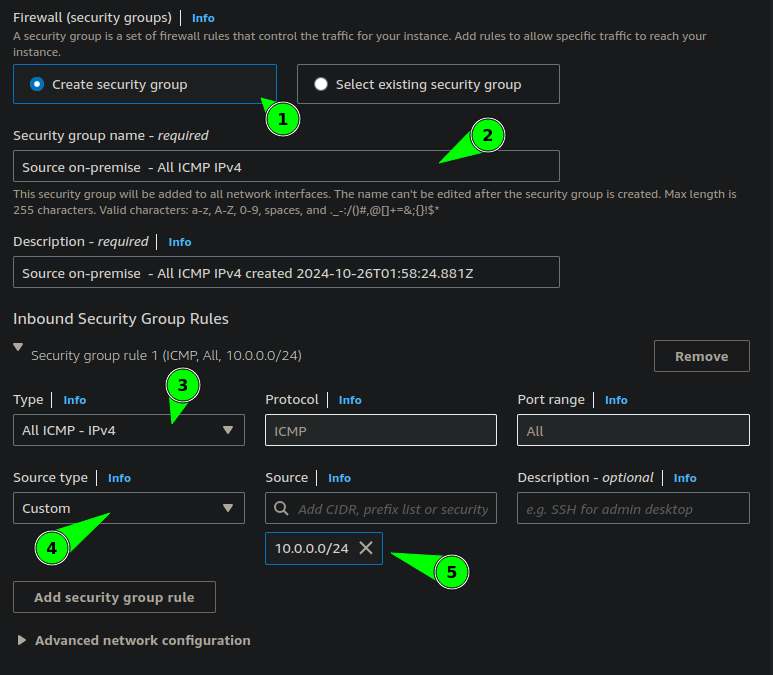 Firewall (security groups) | Info
A security group is a set of firewall rules that control the traffic for your instance. Add rules to allow specific traffic to reach your
instance.
Create security group
Select existing security group
1
Security group name - required
2
Source on-premise  - All ICMP IPv4
This security group will be added to all network interfaces. The name can't be edited after the security group is created. Max length is
255 characters. Valid characters: a-z, A-Z, 0-9, spaces, and ._-:/()#,@[]+=&;{}!$*
Description - required | Info
Source on-premise  - All ICMP IPv4 created 2024-10-26T01:58:24.881Z
Inbound Security Group Rules
Security group rule 1 (ICMP, All, 10.0.0.0/24)
Remove
3
Type | Info
Protocol | Info
Port range | Info
All ICMP - IPv4
ICMP
All
Source type | Info
Source | Info
Description - optional | Info
Custom
Add CIDR, prefix list or security
e.g. SSH for admin desktop
4
10.0.0.0/24
5
Add security group rule
Advanced network configuration